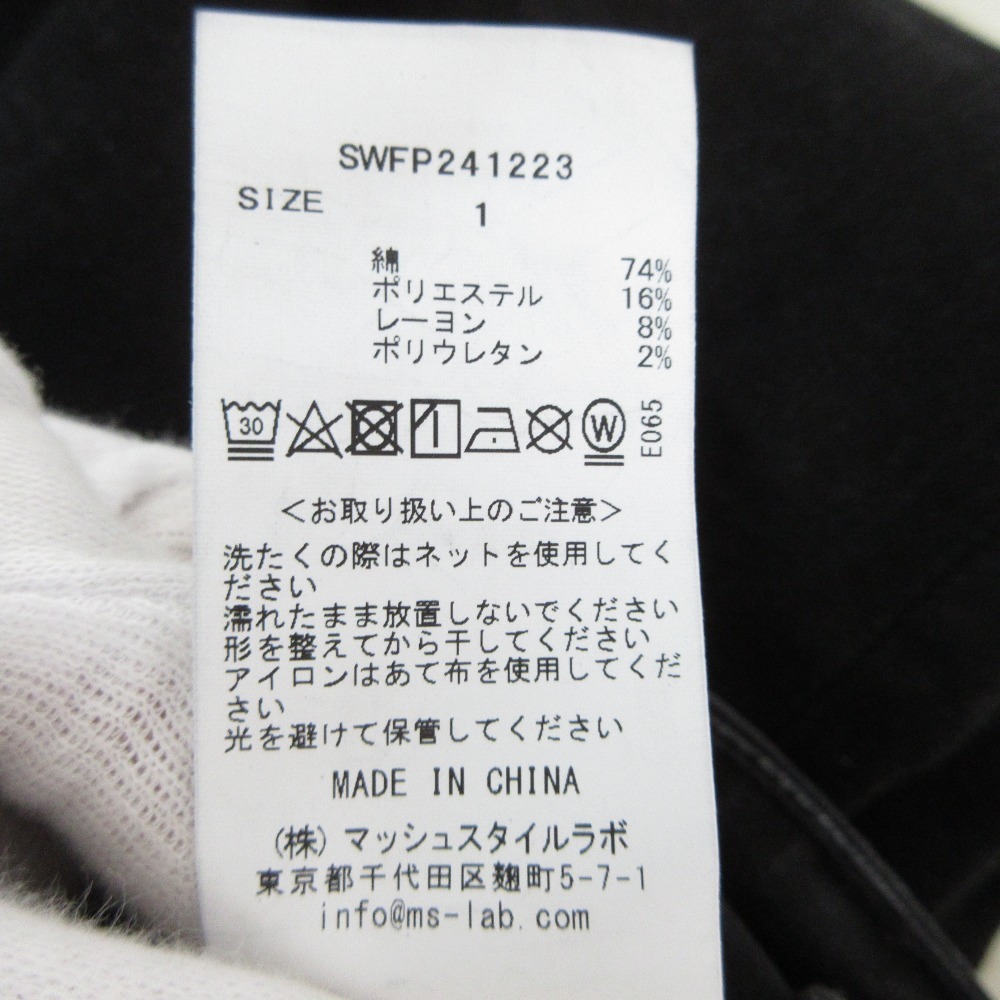 SWFP241223
SIZE 1
綿 74%
ポリエステル 16%
レーヨン 8%
ポリウレタン 2%
30 W E065
＜お取り扱い上のご注意＞
洗たくの際はネットを使用してく
ださい
濡れたまま放置しないでください
形を整えてから干してください
アイロンはあて布を使用してくだ
さい
光を避けて保管してください
MADE IN CHINA
(株) マッシュスタイルラボ
東京都千代田区麹町5-7-1
info@ms-lab.com